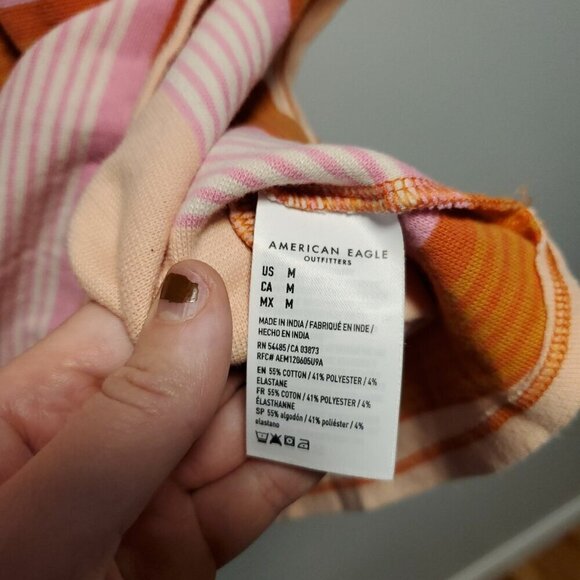 AMERICAN EAGLE
OUTFITTERS
US M
CA M
MX M
MADE IN INDIA / FABRIQUÉ EN INDE /
HECHO EN INDIA
RN 54485 / CA 03873
RFC# AEM120605U9A
EN 55% COTTON / 41% POLYESTER / 4%
ELASTANE
FR 55% COTON / 41% POLYESTER / 4%
ÉLASTHANNE
SP 55% algodón / 41% poliéster / 4%
elastano